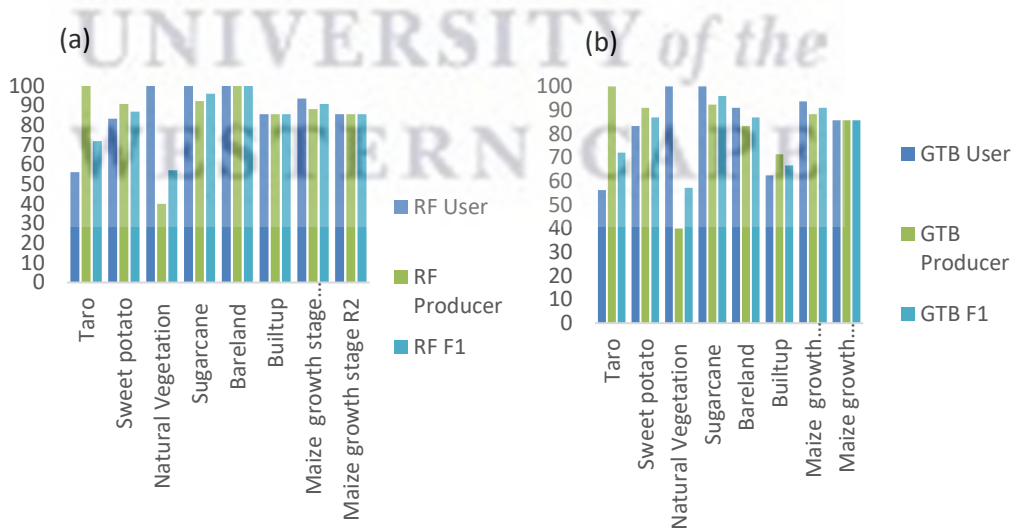 UNIVERSITY of the
WESTERN CAPE
(a)
100
90
80
70
60
50
40
30
20
10
0
Taro
Sweet potato
Natural Vegetation
Sugarcane
Bareland
Builtup
Maize growth stage...
Maize growth stage R2
RF User
RF
Producer
RF F1
(b)
100
90
80
70
60
50
40
30
20
10
0
Taro
Sweet potato
Natural Vegetation
Sugarcane
Bareland
Builtup
Maize growth...
Maize growth...
GTB User
GTB
Producer
GTB F1